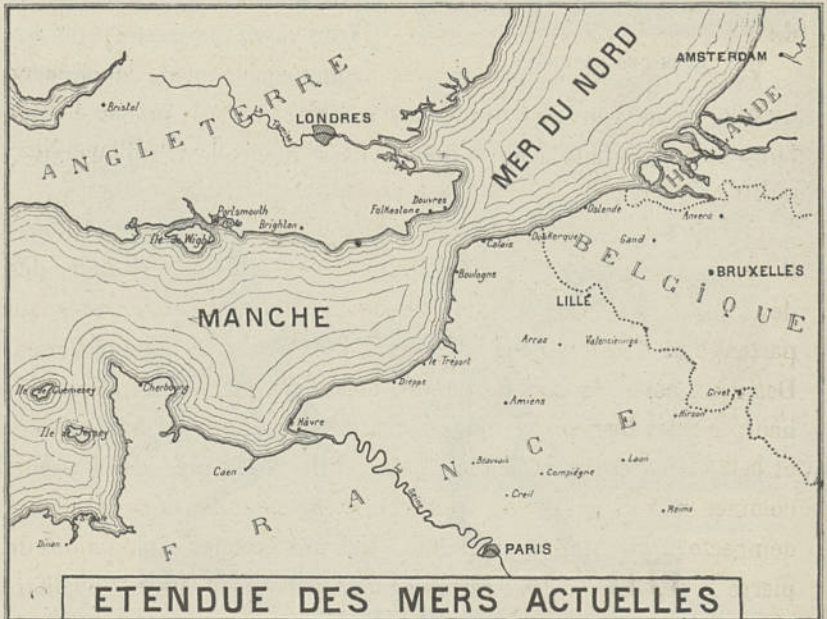 MER DU NORD
AMSTERDAM
HOLLANDE
Bristol
LONDRES
ANGLETERRE
Portsmouth
Ile de Wight
Brighton
Douvres
Folkestone
Ostende
Anvers
Calais
Dunkerque
Gand
BELGIQUE
BRUXELLES
Boulogne
LILLE
MANCHE
Arras
Valenciennes
le Tréport
Dieppe
Ile de Guernesey
Cherbourg
Amiens
Givet
Hirson
Ile de Jersey
Hâvre
Caen
la Seine
Beauvais
Compiègne
Laon
Creil
Reims
FRANCE
Dinan
PARIS
ETENDUE DES MERS ACTUELLES